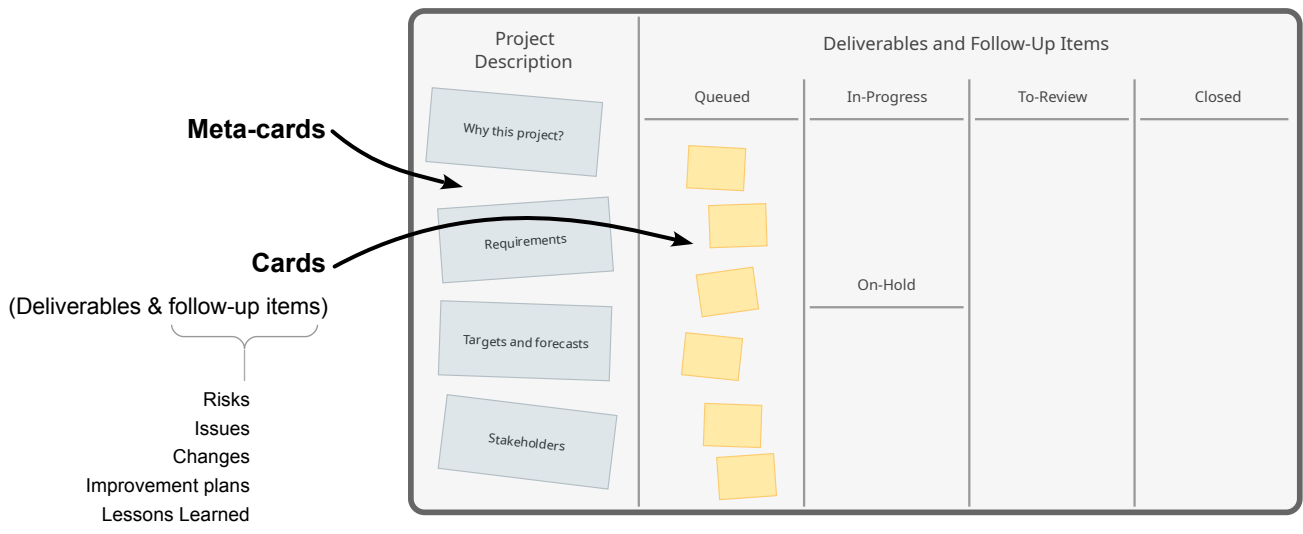 Meta-cards
Cards
(Deliverables & follow-up items)
Risks
Issues
Changes
Improvement plans
Lessons Learned
Project
Description
Why this project?
Requirements
Targets and forecasts
Stakeholders
Deliverables and Follow-Up Items
Queued
In-Progress
On-Hold
To-Review
Closed